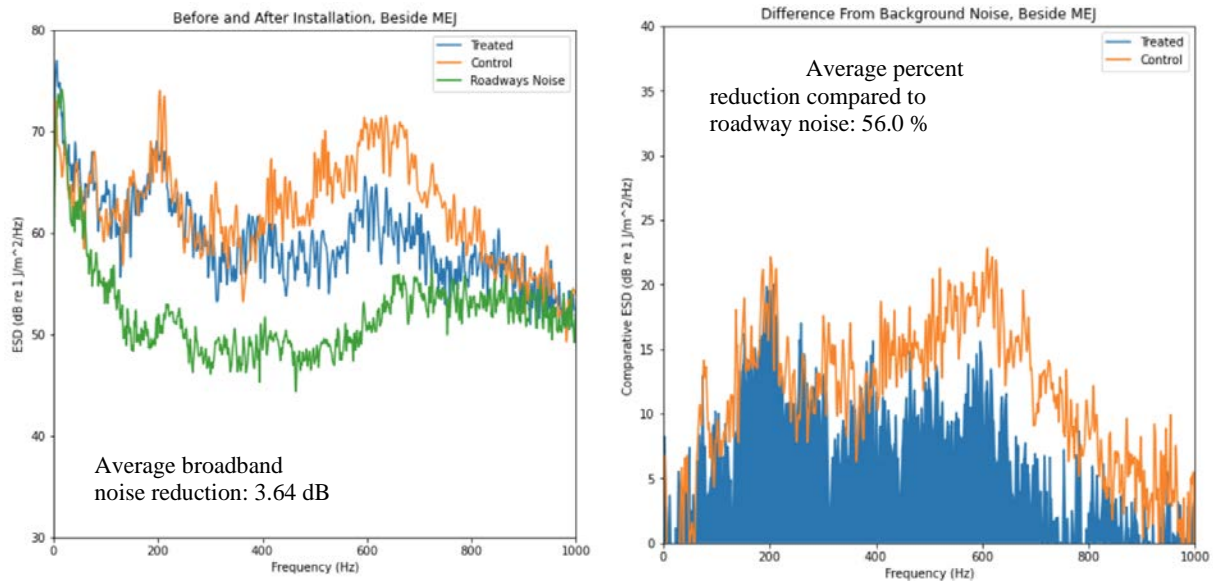 Before and After Installation, Beside MEJ
80
70
60
50
40
30
ESD (dB re 1 J/m^2/Hz)
Treated
Control
Roadways Noise
Average broadband
noise reduction: 3.64 dB
0
200
400
600
800
1000
Frequency (Hz)
Difference From Background Noise, Beside MEJ
40
35
30
25
20
15
10
5
0
Comparative ESD (dB re 1 J/m^2/Hz)
Treated
Control
Average percent
reduction compared to
roadway noise: 56.0 %
0
200
400
600
800
1000
Frequency (Hz)